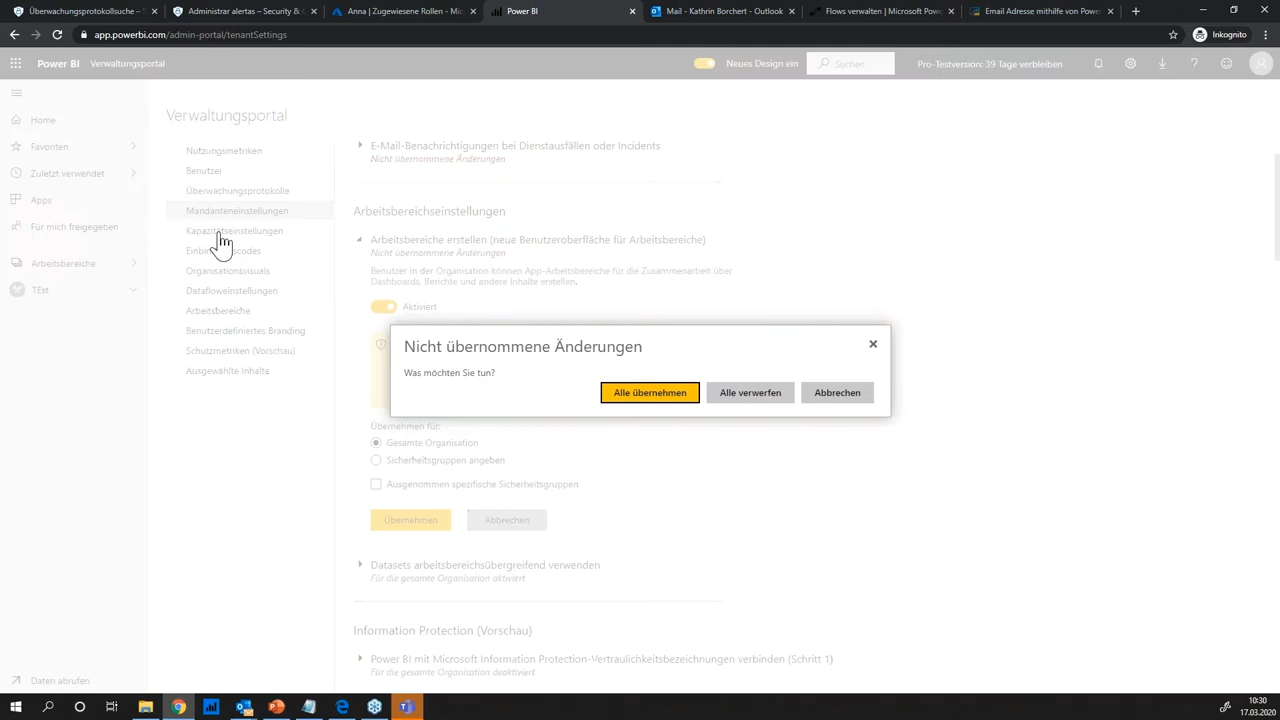 Überwachungsprotokollsuche – S
Administrar alertas – Security & S
Anna | Zugewiesene Rollen - Mic
Power BI
Mail - Kathrin Borchert - Outlook
Flows verwalten | Microsoft Pow
Email Adresse mithilfe von Power
app.powerbi.com/admin-portal/tenantSettings
Inkognito
Power BI Verwaltungsportal
Neues Design ein
Suchen
Pro-Testversion: 39 Tage verbleiben
Home
Favoriten
Zuletzt verwendet
Apps
Für mich freigegeben
Arbeitsbereiche
TEst
Daten abrufen
Verwaltungsportal
Nutzungsmetriken
Benutzer
Überwachungsprotokolle
Mandanteneinstellungen
Kapazitätseinstellungen
Organisationsvisuals
Datafloweinstellungen
Arbeitsbereiche
Benutzerdefiniertes Branding
Schutzmetriken (Vorschau)
Ausgewählte Inhalte
E-Mail-Benachrichtigungen bei Dienstausfällen oder Incidents
Nicht übernommene Änderungen
Arbeitsbereichseinstellungen
Arbeitsbereiche erstellen (neue Benutzeroberfläche für Arbeitsbereiche)
Nicht übernommene Änderungen
Benutzer in der Organisation können App-Arbeitsbereiche für die Zusammenarbeit über
Dashboards, Berichte und andere Inhalte erstellen.
Aktiviert
Nicht übernommene Änderungen
Was möchten Sie tun?
Alle übernehmen
Alle verwerfen
Abbrechen
Übernehmen für:
Gesamte Organisation
Sicherheitsgruppen angeben
Ausgenommen spezifische Sicherheitsgruppen
Übernehmen
Abbrechen
Datasets arbeitsbereichsübergreifend verwenden
Für die gesamte Organisation aktiviert
Information Protection (Vorschau)
Power BI mit Microsoft Information Protection-Vertraulichkeitsbezeichnungen verbinden (Schritt 1)
Für die gesamte Organisation deaktiviert
10:30
17.03.2020